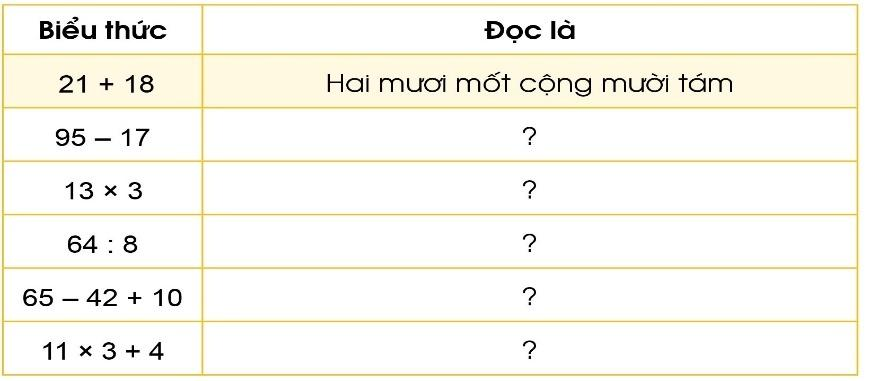 Biểu thức Đọc là
21 + 18 Hai mươi mốt cộng mười tám
95 – 17 ?
13 × 3 ?
64 : 8 ?
65 – 42 + 10 ?
11 × 3 + 4 ?